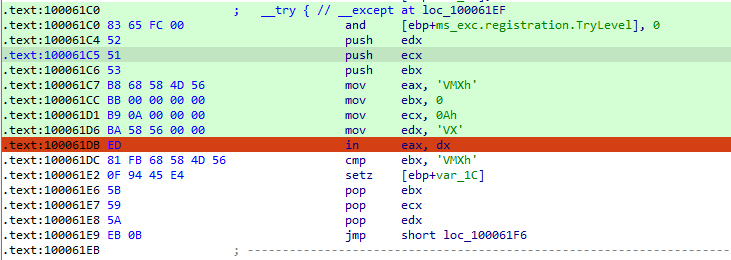 .text:100061C0 ; __try { // __except at loc_100061EF
.text:100061C0 83 65 FC 00 and [ebp+ms_exc.registration.TryLevel], 0
.text:100061C4 52 push edx
.text:100061C5 51 push ecx
.text:100061C6 53 push ebx
.text:100061C7 B8 68 58 4D 56 mov eax, 'VMXh'
.text:100061CC BB 00 00 00 00 mov ebx, 0
.text:100061D1 B9 0A 00 00 00 mov ecx, 0Ah
.text:100061D6 BA 58 56 00 00 mov edx, 'VX'
.text:100061DB ED in eax, dx
.text:100061DC 81 FB 68 58 4D 56 cmp ebx, 'VMXh'
.text:100061E2 0F 94 45 E4 setz [ebp+var_1C]
.text:100061E6 5B pop ebx
.text:100061E7 59 pop ecx
.text:100061E8 5A pop edx
.text:100061E9 EB 0B jmp short loc_100061F6
.text:100061EB ; ---------------------------------------------------------------------------